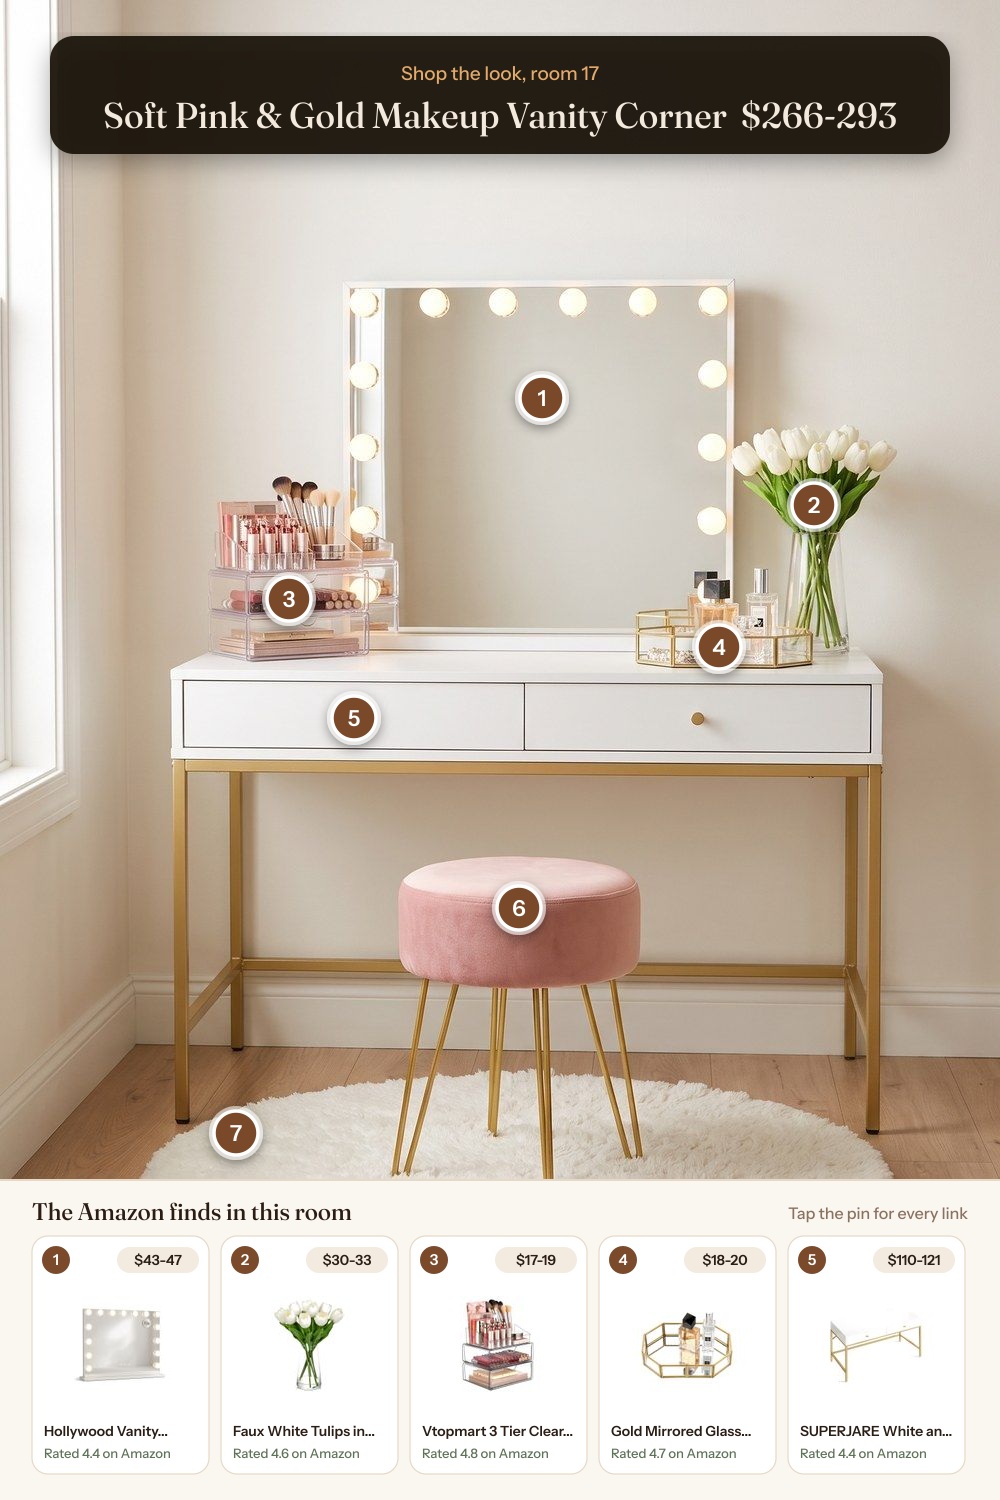 Shop the look, room 17
Soft Pink & Gold Makeup Vanity Corner $266-293
1
2
3
4
5
6
7
The Amazon finds in this room
Tap the pin for every link
1 $43-47
Hollywood Vanity...
Rated 4.4 on Amazon
2 $30-33
Faux White Tulips in...
Rated 4.6 on Amazon
3 $17-19
Vtopmart 3 Tier Clear...
Rated 4.8 on Amazon
4 $18-20
Gold Mirrored Glass...
Rated 4.7 on Amazon
5 $110-121
SUPERJARE White an...
Rated 4.4 on Amazon